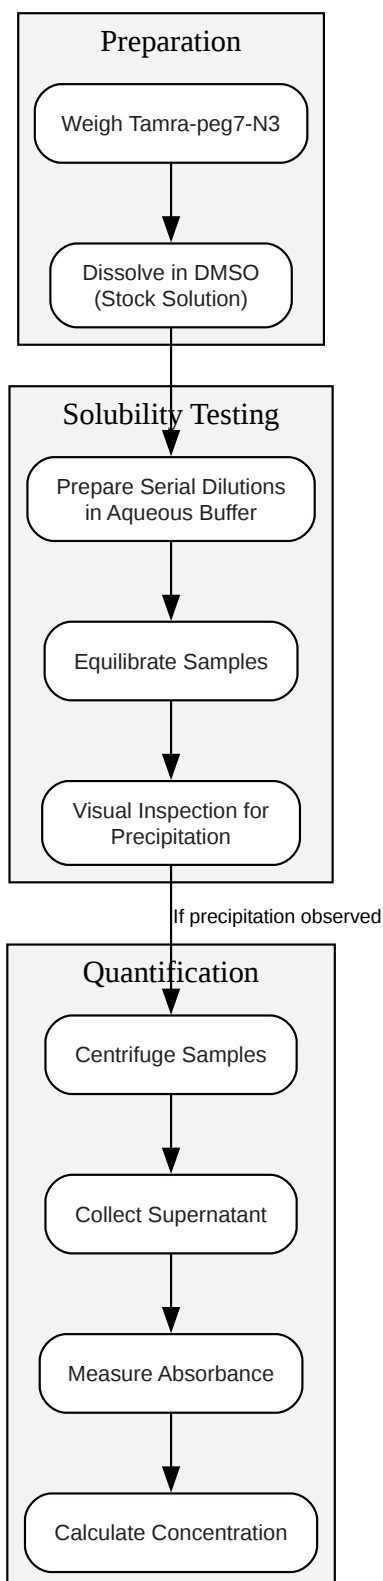 Preparation
Weigh Tamra-peg7-N3
Dissolve in DMSO
(Stock Solution)
Solubility Testing
Prepare Serial Dilutions
in Aqueous Buffer
Equilibrate Samples
Visual Inspection for
Precipitation
If precipitation observed
Quantification
Centrifuge Samples
Collect Supernatant
Measure Absorbance
Calculate Concentration